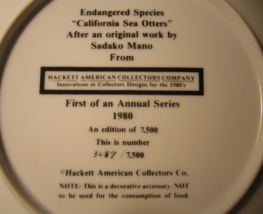 Endangered Species
"California Sea Otters"
After an original work by
Sadako Mano
From
HACKETT AMERICAN COLLECTORS COMPANY
Innovations in Collectors Designs for the 1980's
First of an Annual Series
1980
An edition of 7,500
This is number
3087/7,500
©Hackett American Collectors Co.
NOTE: This is a decorative accessory. NOT
to be used for the consumption of food.